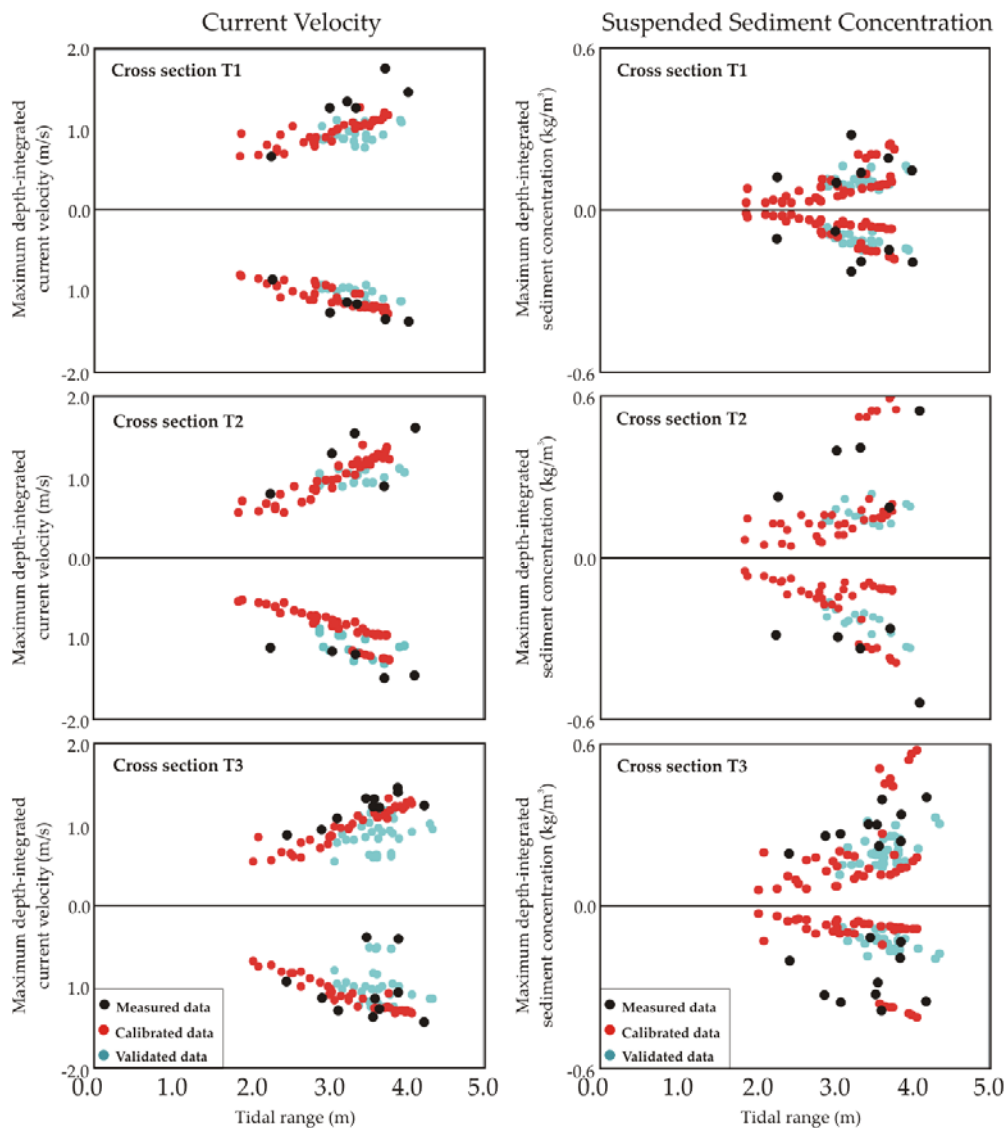 Current Velocity
Suspended Sediment Concentration
2.0
Cross section T1
1.0
0.0
1.0
-2.0
Maximum depth-integrated
current velocity (m/s)
0.6
Cross section T1
0.0
-0.6
Maximum depth-integrated
sediment concentration (kg/m³)
2.0
Cross section T2
1.0
0.0
1.0
-2.0
Maximum depth-integrated
current velocity (m/s)
0.6
Cross section T2
0.0
-0.6
Maximum depth-integrated
sediment concentration (kg/m³)
2.0
Cross section T3
1.0
0.0
1.0
-2.0
Maximum depth-integrated
current velocity (m/s)
Measured data
Calibrated data
Validated data
0.0 1.0 2.0 3.0 4.0 5.0
Tidal range (m)
0.6
Cross section T3
0.0
-0.6
Maximum depth-integrated
sediment concentration (kg/m³)
Measured data
Calibrated data
Validated data
0.0 1.0 2.0 3.0 4.0 5.0
Tidal range (m)